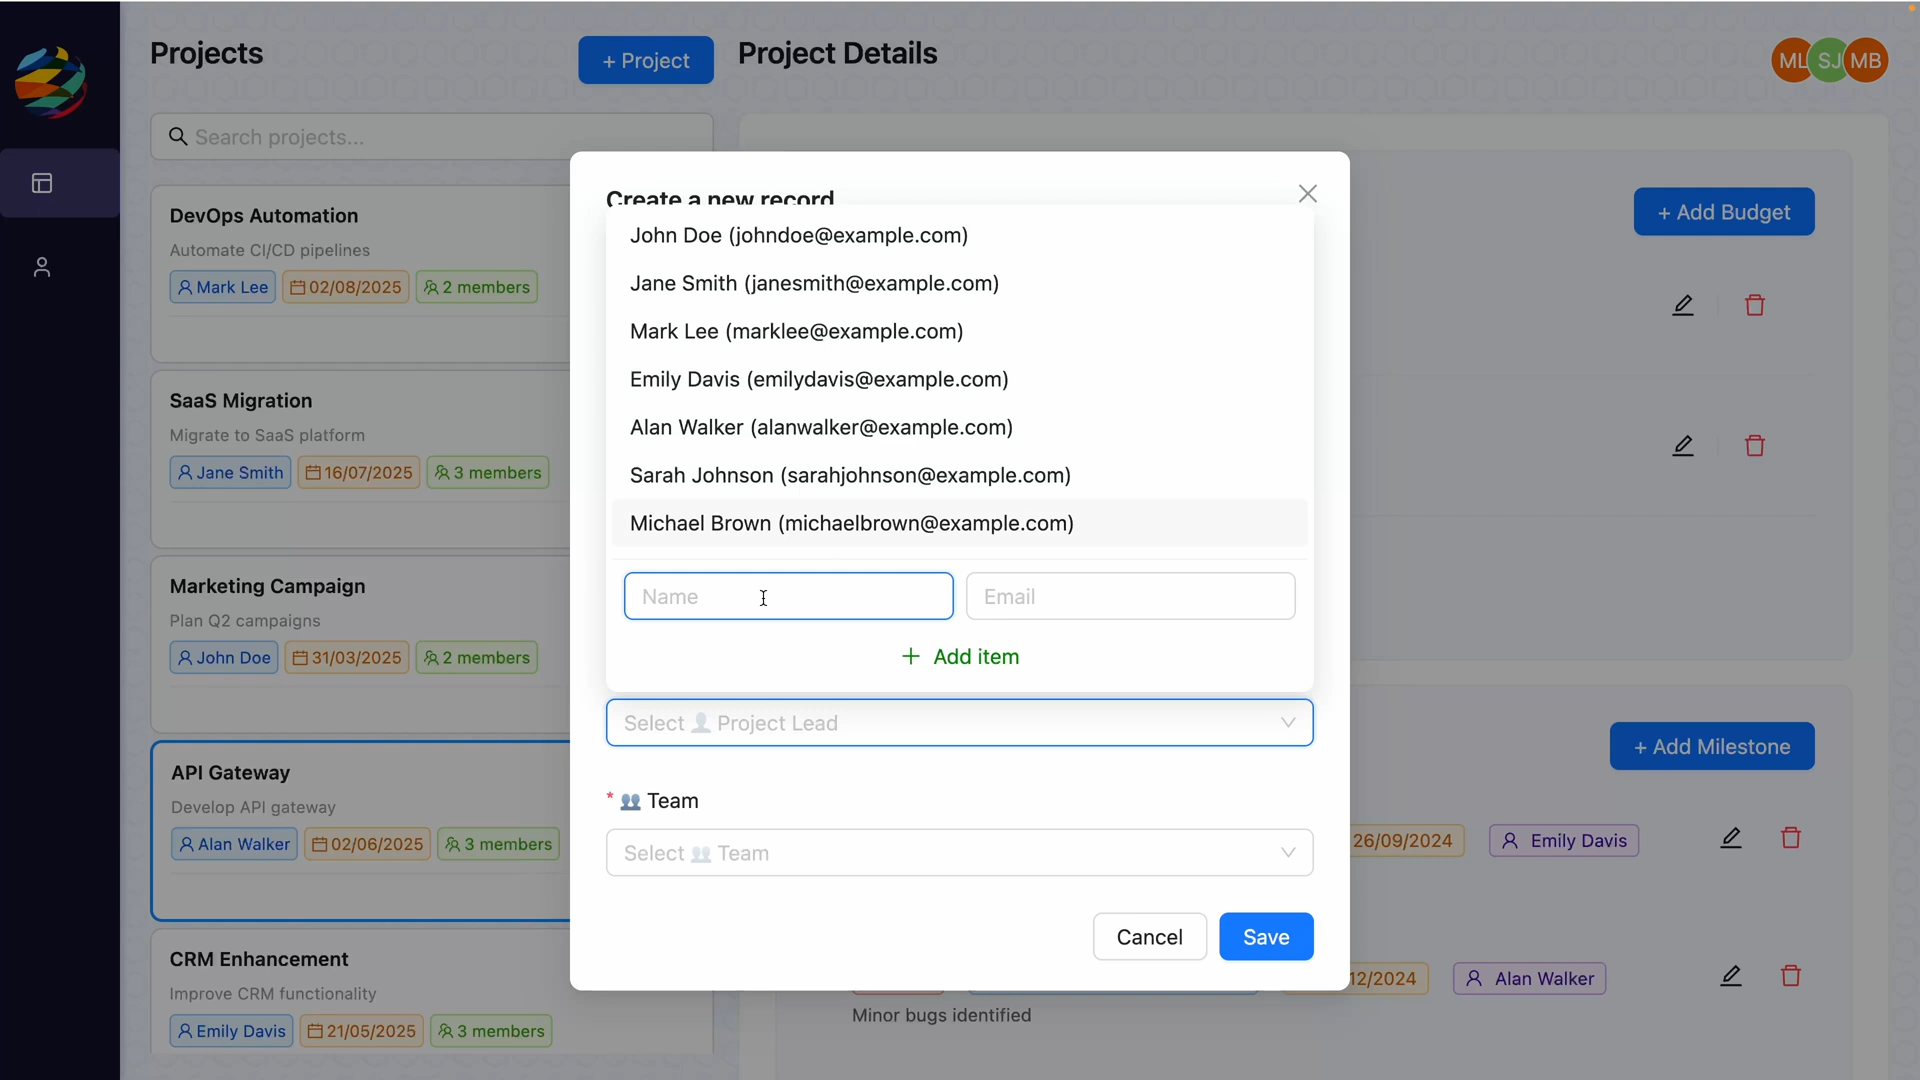 Projects
+ Project
Project Details
ML
SJ
MB
Search projects...
DevOps Automation
Automate CI/CD pipelines
Mark Lee
02/08/2025
2 members
SaaS Migration
Migrate to SaaS platform
Jane Smith
16/07/2025
3 members
Marketing Campaign
Plan Q2 campaigns
John Doe
31/03/2025
2 members
API Gateway
Develop API gateway
Alan Walker
02/06/2025
3 members
CRM Enhancement
Improve CRM functionality
Emily Davis
21/05/2025
3 members
Create a new record
John Doe (johndoe@example.com)
Jane Smith (janesmith@example.com)
Mark Lee (marklee@example.com)
Emily Davis (emilydavis@example.com)
Alan Walker (alanwalker@example.com)
Sarah Johnson (sarahjohnson@example.com)
Michael Brown (michaelbrown@example.com)
Name
Email
+ Add item
Select 👤 Project Lead
* 👥 Team
Select 👥 Team
Cancel
Save
+ Add Budget
+ Add Milestone
26/09/2024
Emily Davis
12/2024
Alan Walker
Minor bugs identified